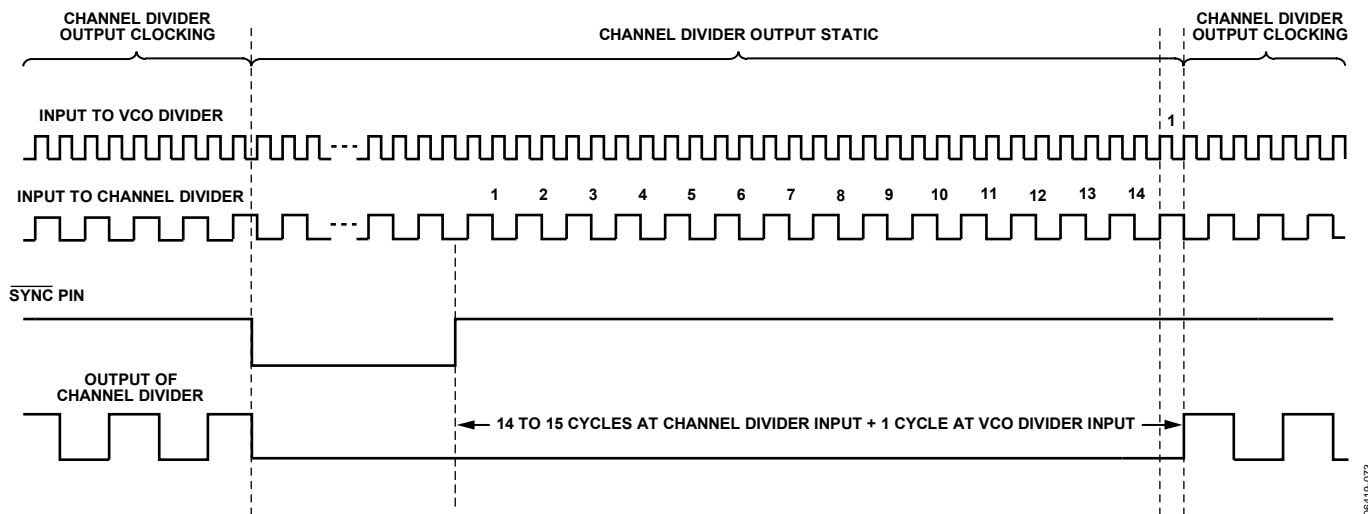 CHANNEL DIVIDER
OUTPUT CLOCKING
CHANNEL DIVIDER OUTPUT STATIC
CHANNEL DIVIDER
OUTPUT CLOCKING
INPUT TO VCO DIVIDER
1
INPUT TO CHANNEL DIVIDER
1 2 3 4 5 6 7 8 9 10 11 12 13 14
SYNC PIN
OUTPUT OF
CHANNEL DIVIDER
14 TO 15 CYCLES AT CHANNEL DIVIDER INPUT + 1 CYCLE AT VCO DIVIDER INPUT
06419-073